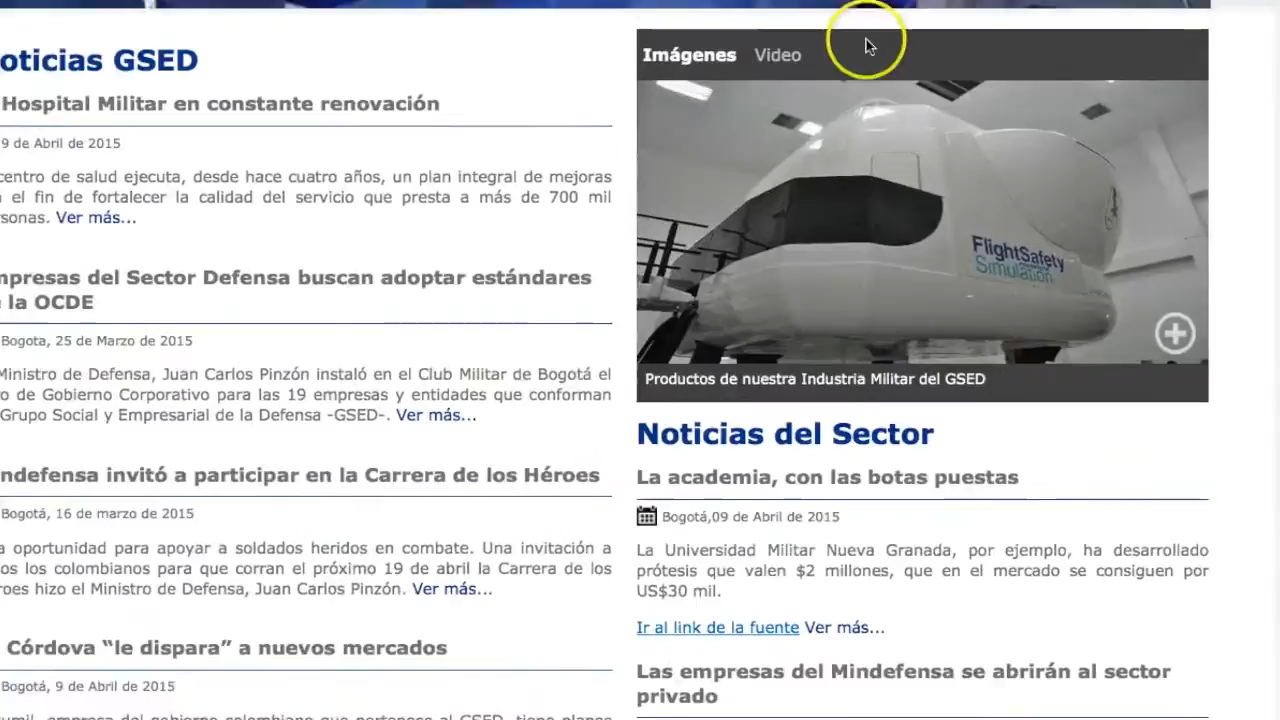 oticias GSED
Hospital Militar en constante renovación
9 de Abril de 2015
centro de salud ejecuta, desde hace cuatro años, un plan integral de mejoras
el fin de fortalecer la calidad del servicio que presta a más de 700 mil
sonas. Ver más...
mpresas del Sector Defensa buscan adoptar estándares
la OCDE
Bogota, 25 de Marzo de 2015
Ministro de Defensa, Juan Carlos Pinzón instaló en el Club Militar de Bogotá el
o de Gobierno Corporativo para las 19 empresas y entidades que conforman
Grupo Social y Empresarial de la Defensa -GSED-. Ver más...
ndefensa invitó a participar en la Carrera de los Héroes
Bogotá, 16 de marzo de 2015
a oportunidad para apoyar a soldados heridos en combate. Una invitación a
os los colombianos para que corran el próximo 19 de abril la Carrera de los
roes hizo el Ministro de Defensa, Juan Carlos Pinzón. Ver más...
Córdova “le dispara” a nuevos mercados
Bogotá, 9 de Abril de 2015
Imágenes Video
FlightSafety
Simulation
Productos de nuestra Industria Militar del GSED
Noticias del Sector
La academia, con las botas puestas
Bogotá,09 de Abril de 2015
La Universidad Militar Nueva Granada, por ejemplo, ha desarrollado
prótesis que valen $2 millones, que en el mercado se consiguen por
US$30 mil.
Ir al link de la fuente Ver más...
Las empresas del Mindefensa se abrirán al sector
privado